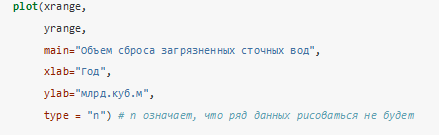 plot(xrange,
yrange,
main="Объем сброса загрязненных сточных вод",
xlab="Год",
ylab="млрд.куб.м",
type = "n") # n означает, что ряд данных рисоваться не будет